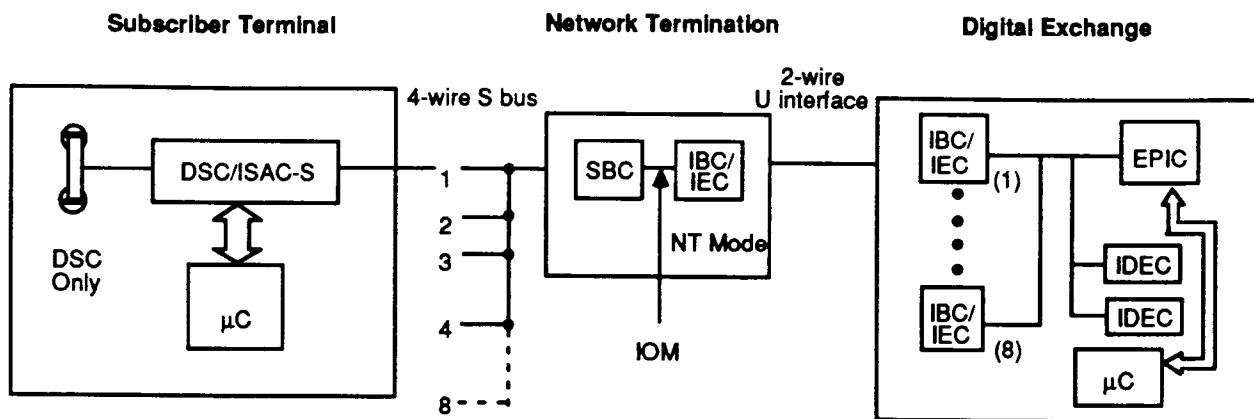 Subscriber Terminal
Network Termination
Digital Exchange
4-wire S bus
2-wire
U interface
DSC/ISAC-S
DSC
Only
µC
1
2
3
4
8
SBC
IBC/
IEC
NT Mode
IOM
IBC/
IEC
(1)
EPIC
IDEC
IDEC
IBC/
IEC
(8)
µC